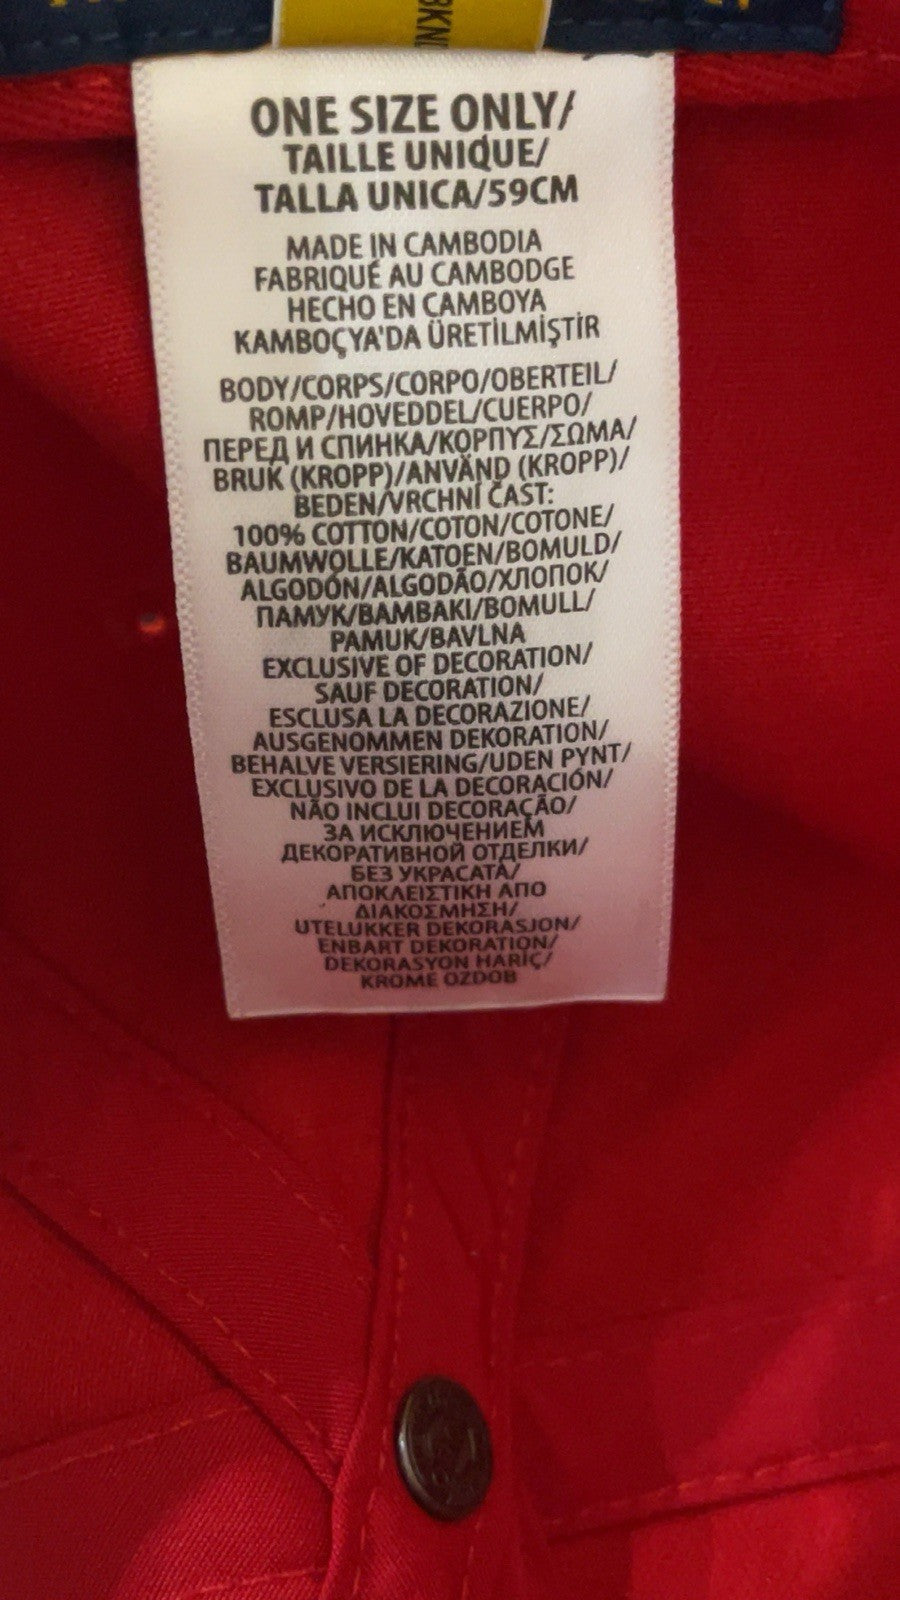 ONE SIZE ONLY/
TAILLE UNIQUE/
TALLA UNICA/59CM
MADE IN CAMBODIA
FABRIQUÉ AU CAMBODGE
HECHO EN CAMBOYA
KAMBOÇYA'DA ÜRETİLMİŞTİR
BODY/CORPS/CORPO/OBERTEIL/
ROMP/HOVEDDEL/CUERPO/
ПЕРЕД И СПИНКА/ΚΟΡΠΥΣ/ΣΩΜΑ/
BRUK (KROPP)/ANVÄND (KROPP)/
BEDEN/VRCHNÍ ČAST:
100% COTTON/COTON/COTONE/
BAUMWOLLE/KATOEN/BOMULD/
ALGODÓN/ALGODÃO/ХЛОПОК/
ПАМУК/BAMBAKI/BOMULL/
PAMUK/BAVLNA
EXCLUSIVE OF DECORATION/
SAUF DECORATION/
ESCLUSA LA DECORAZIONE/
AUSGENOMMEN DEKORATION/
BEHALVE VERSIERING/UDEN PYNT/
EXCLUSIVO DE LA DECORACIÓN/
NÃO INCLUI DECORAÇÃO/
ЗА ИСКЛЮЧЕНИЕМ
ДЕКОРАТИВНОЙ ОТДЕЛКИ/
БЕЗ УКРАСАТА/
ΑΠΟΚΛΕΙΣΤΙΚΗ ΑΠΟ
ΔΙΑΚΟΣΜΗΣΗ/
UTELUKKER DEKORASJON/
ENBART DEKORATION/
DEKORASYON HARİÇ/
KROME OZDOB